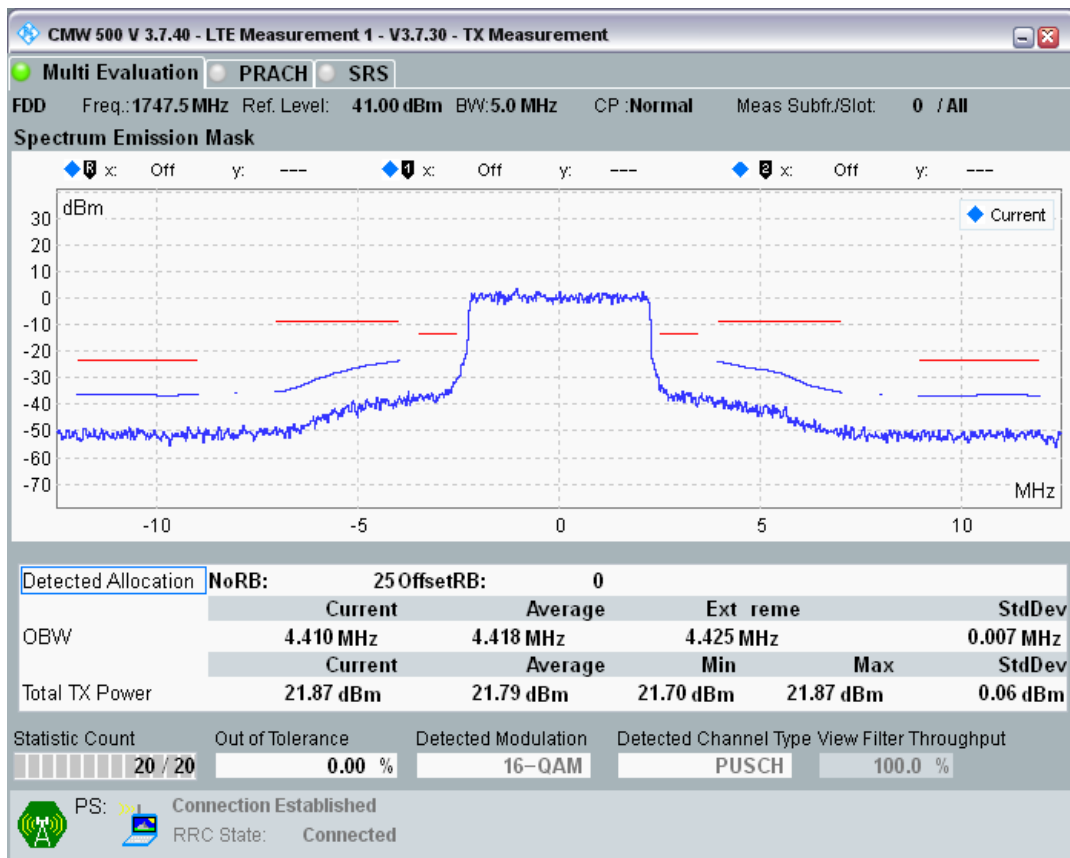 CMW 500 V 3.7.40 - LTE Measurement 1 - V3.7.30 - TX Measurement
Multi Evaluation PRACH SRS
FDD Freq.: 1747.5 MHz Ref. Level: 41.00 dBm BW: 5.0 MHz CP : Normal Meas Subfr./Slot: 0 / All
Spectrum Emission Mask
R x: Off y: --- 1 x: Off y: --- 2 x: Off y: ---
dBm
Current
30
20
10
0
-10
-20
-30
-40
-50
-60
-70
MHz
-10 -5 0 5 10
Detected Allocation NoRB: 25 OffsetRB: 0
Current Average Ext reme StdDev
OBW 4.410 MHz 4.418 MHz 4.425 MHz 0.007 MHz
Current Average Min Max StdDev
Total TX Power 21.87 dBm 21.79 dBm 21.70 dBm 21.87 dBm 0.06 dBm
Statistic Count Out of Tolerance Detected Modulation Detected Channel Type View Filter Throughput
20 / 20 0.00 % 16-QAM PUSCH 100.0 %
PS: Connection Established
RRC State: Connected